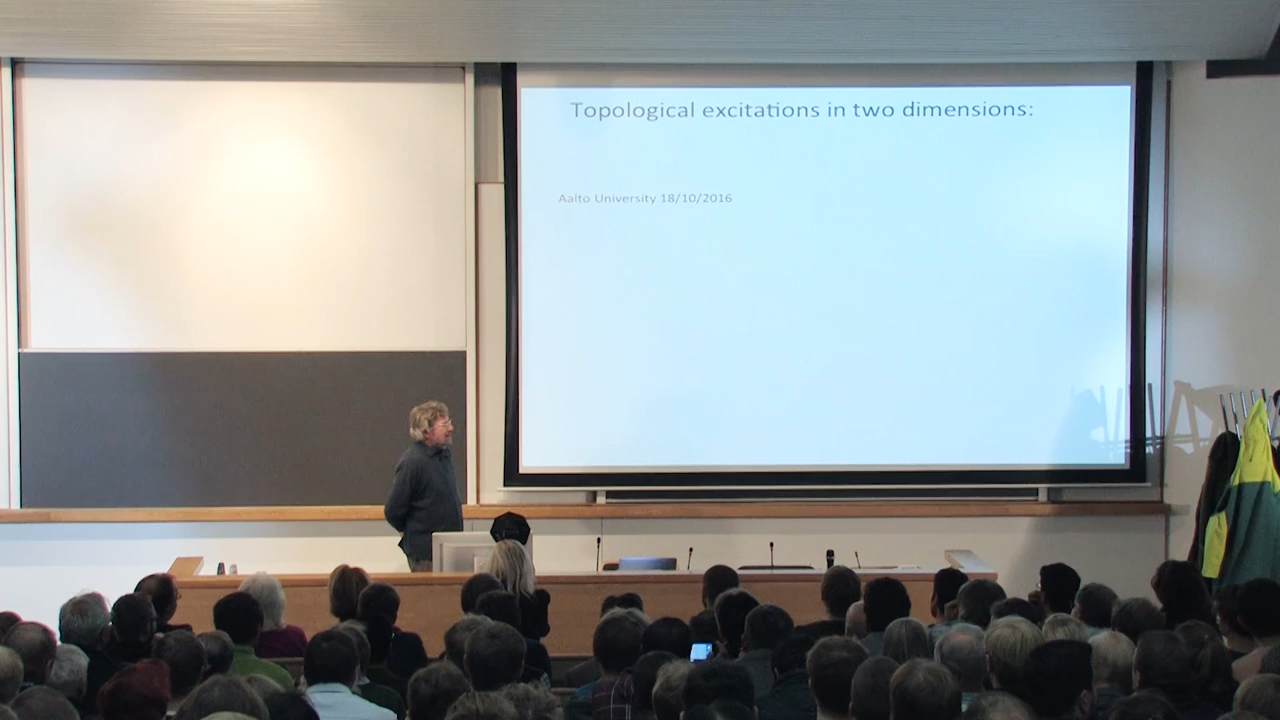 Topological excitations in two dimensions:
Aalto University 18/10/2016